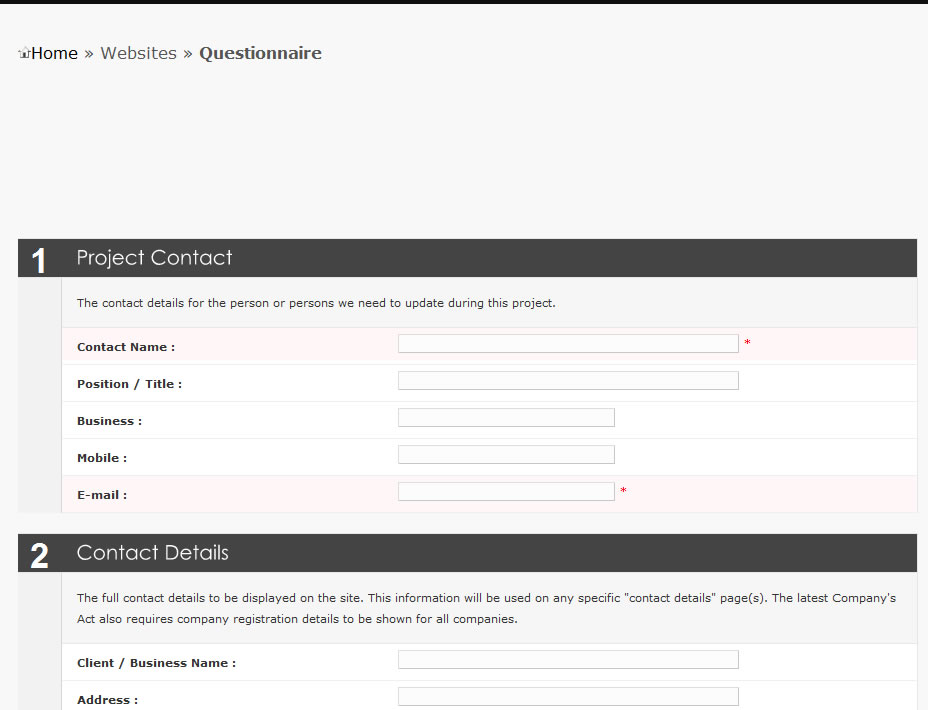 Home » Websites » Questionnaire
1 Project Contact
The contact details for the person or persons we need to update during this project.
Contact Name : *
Position / Title :
Business :
Mobile :
E-mail : *
2 Contact Details
The full contact details to be displayed on the site. This information will be used on any specific "contact details" page(s). The latest Company's
Act also requires company registration details to be shown for all companies.
Client / Business Name :
Address :